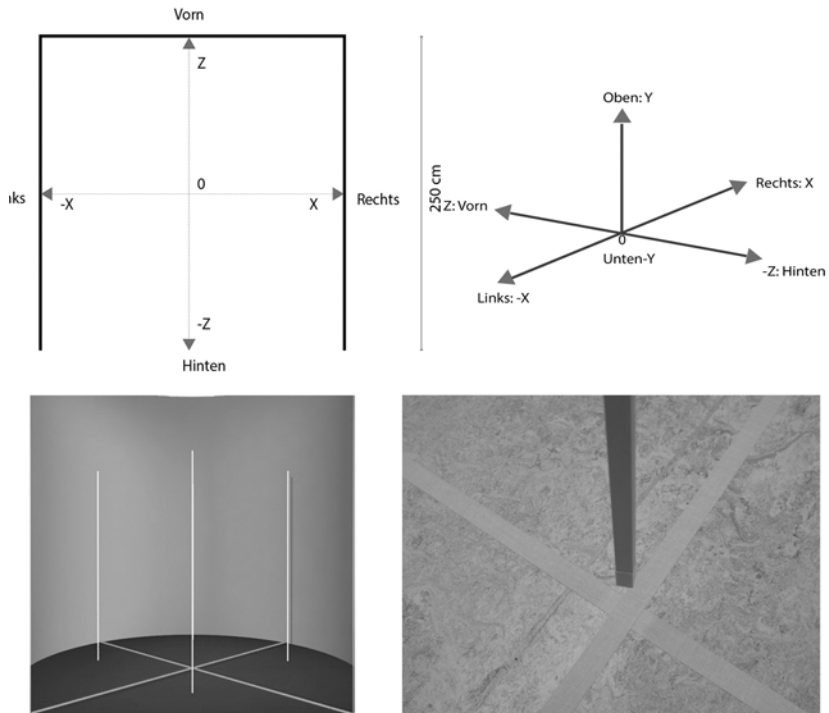 Vorn
Z
0
-X
X
Rechts
-Z
Hinten
250 cm
Oben: Y
Rechts: X
Z: Vorn
0
Unten-Y
-Z: Hinten
Links: -X